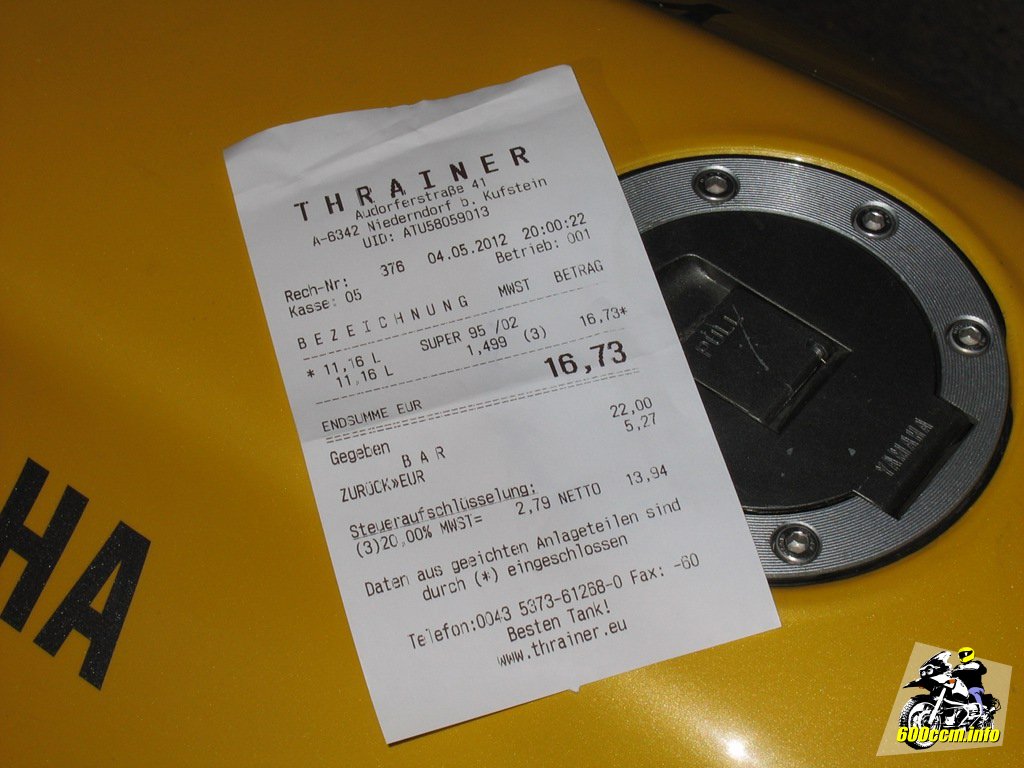 THRAINER
Audorferstraße 41
A-6342 Niederndorf b. Kufstein
UID: ATU58059013
Rech-Nr: 376 04.05.2012 20:00:22
Kasse: 05 Betrieb: 001
BEZEICHNUNG MWST BETRAG
* 11,16 L SUPER 95 /02 16,73*
11,16 L 1,499 (3)
16,73
ENDSUMME EUR
Gegeben 22,00
BAR 5,27
ZURÜCK»EUR
Steueraufschlüsselung:
(3)20,00% MWST= 2,79 NETTO 13,94
Daten aus geeichten Anlageteilen sind
durch (*) eingeschlossen
Telefon:0043 5373-61268-0 Fax: -60
Besten Tank!
www.thrainer.eu
PULL
YAMAHA
HA
600ccm.info